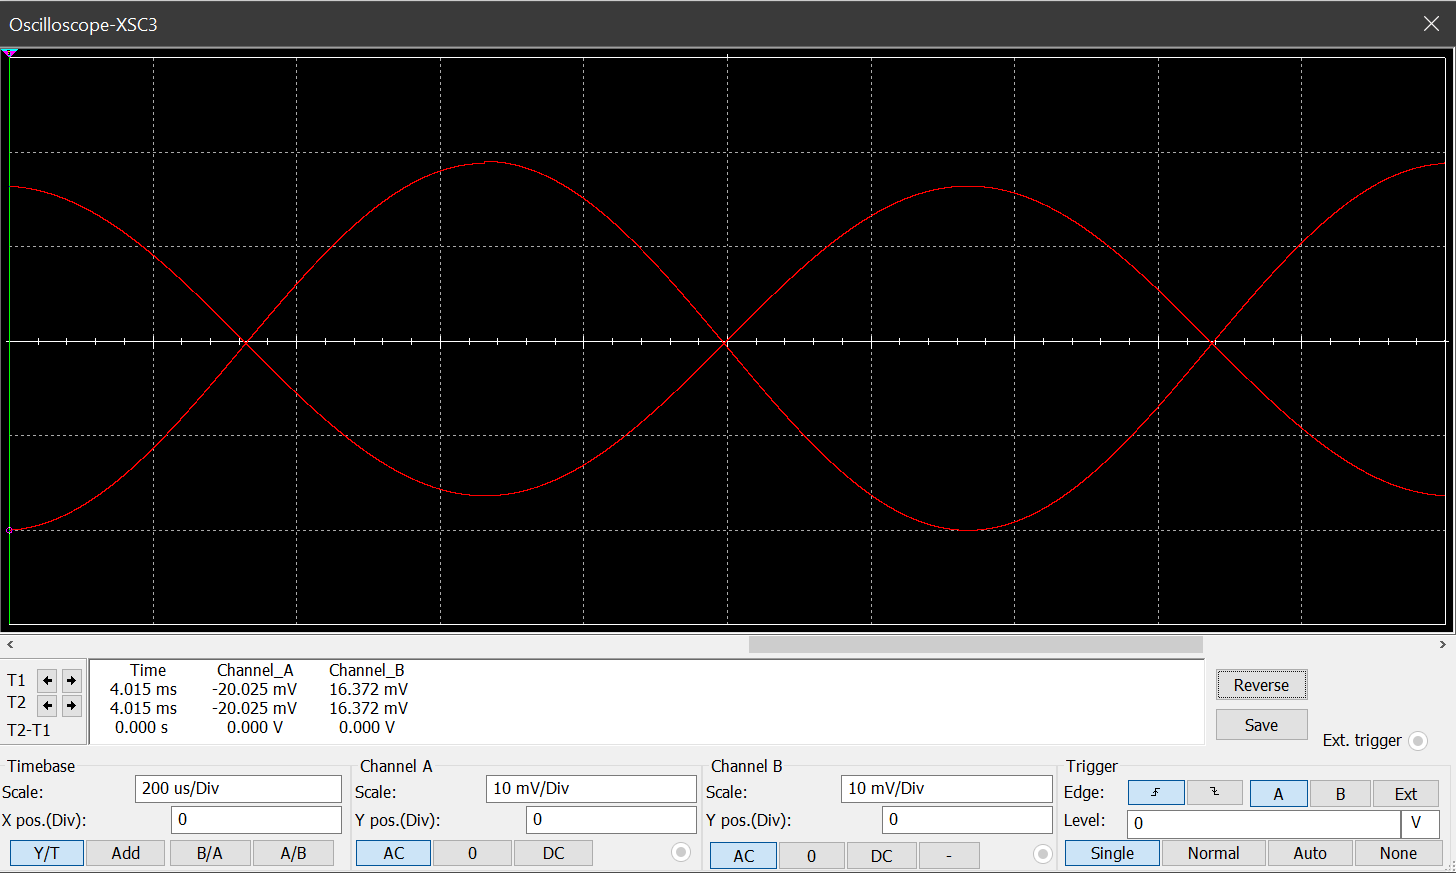 Oscilloscope-XSC3
T1
T2
T2-T1
Time Channel_A Channel_B
4.015 ms -20.025 mV 16.372 mV
4.015 ms -20.025 mV 16.372 mV
0.000 s 0.000 V 0.000 V
Reverse
Save
Ext. trigger
Timebase
Scale: 200 us/Div
X pos.(Div): 0
Y/T Add B/A A/B
Channel A
Scale: 10 mV/Div
Y pos.(Div): 0
AC 0 DC
Channel B
Scale: 10 mV/Div
Y pos.(Div): 0
AC 0 DC -
Trigger
Edge: A B Ext
Level: 0 V
Single Normal Auto None